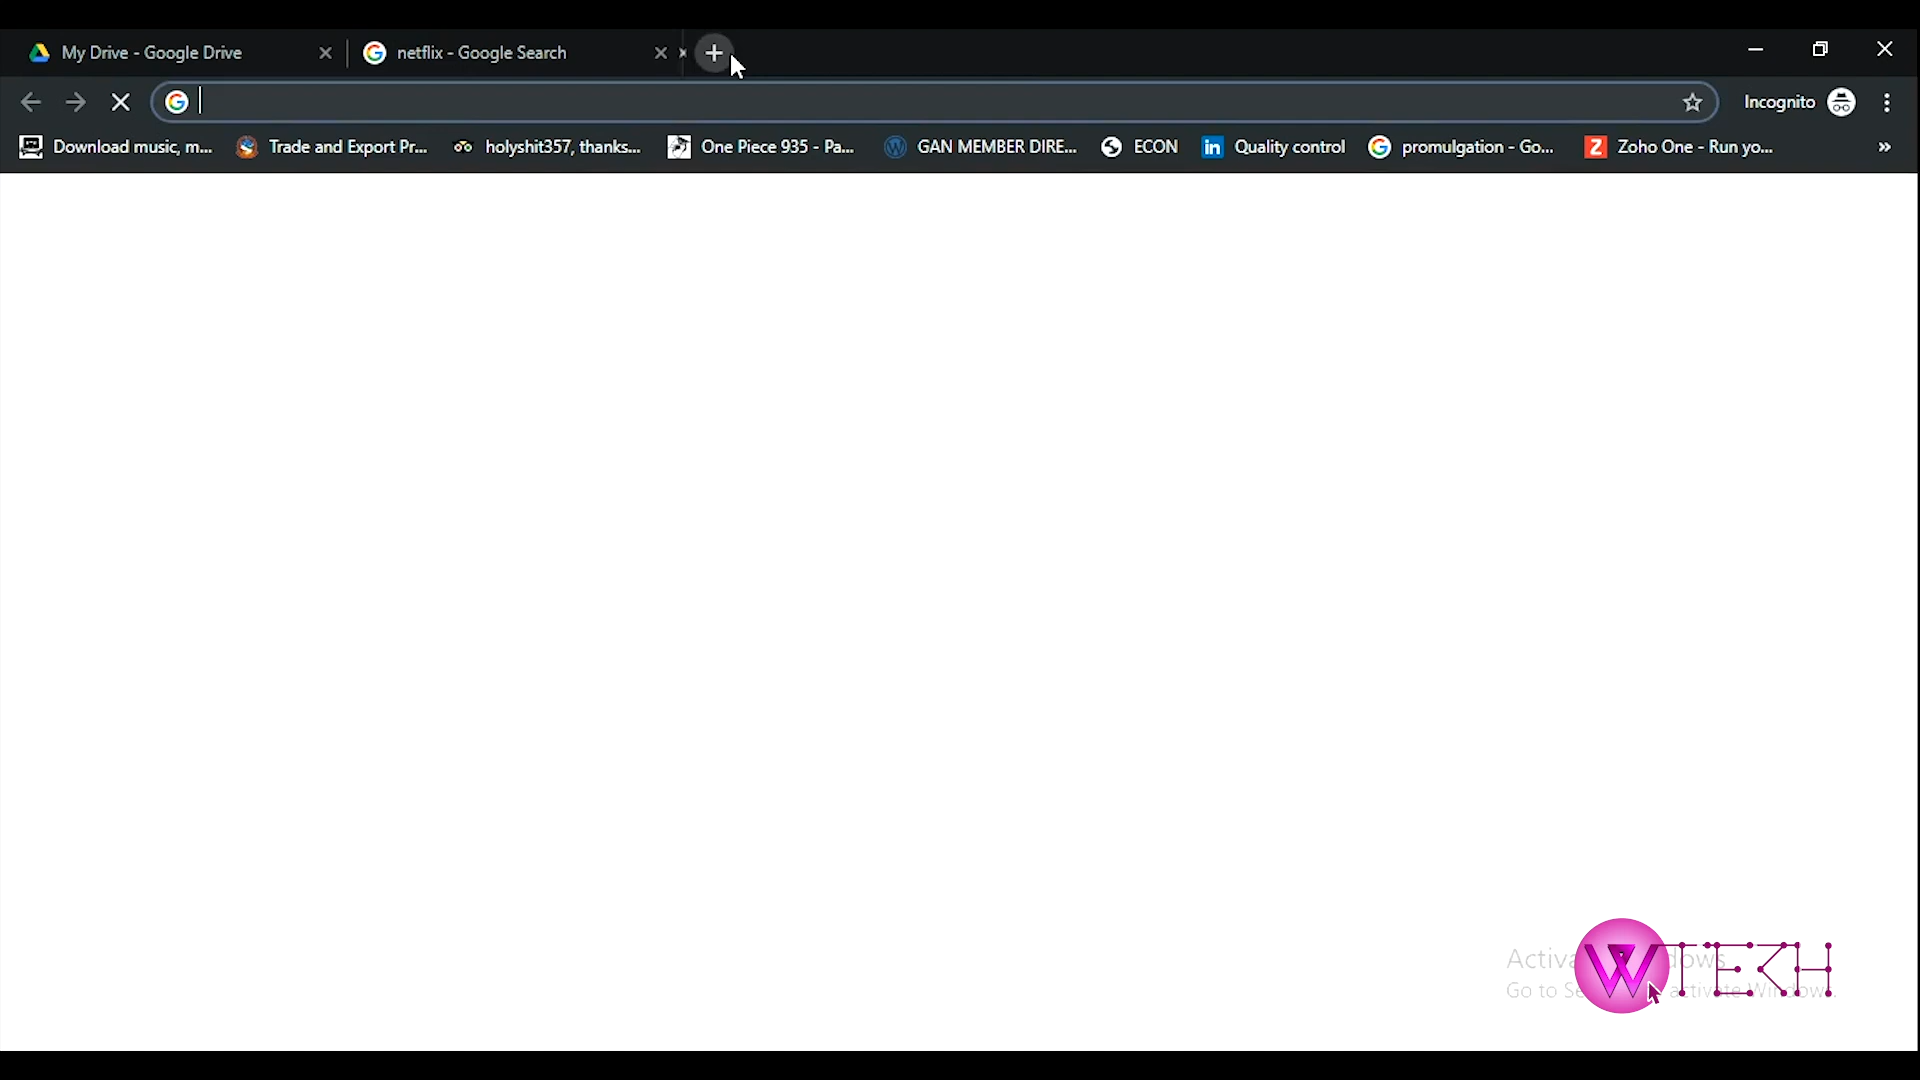 My Drive - Google Drive
netflix - Google Search
Incognito
Download music, m...
Trade and Export Pr...
holyshit357, thanks...
One Piece 935 - Pa...
GAN MEMBER DIRE...
ECON
Quality control
promulgation - Go...
Zoho One - Run yo...
WTEKH